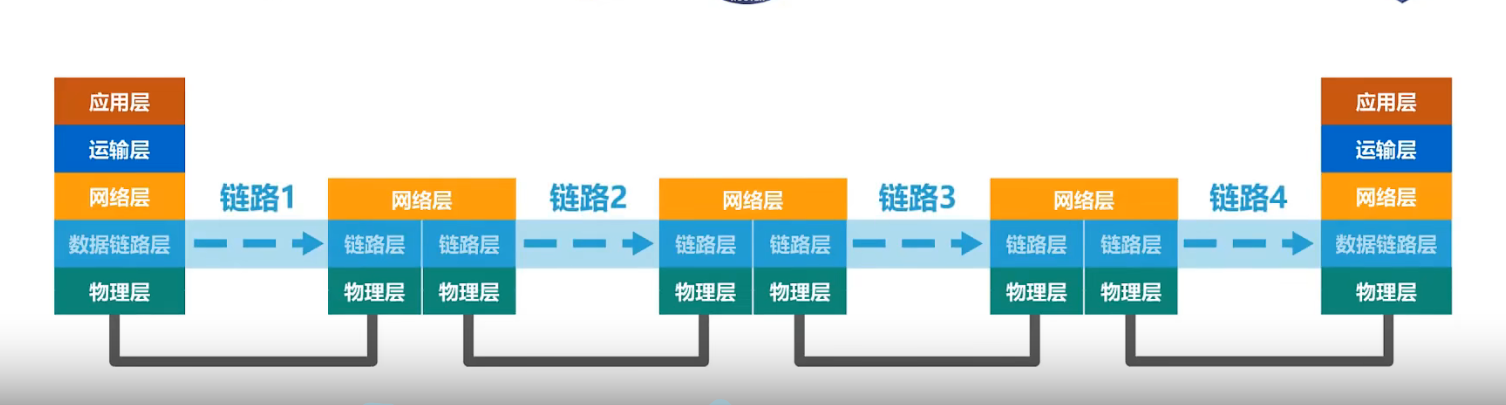 应用层
运输层
网络层
数据链路层
物理层
链路1
网络层
链路层
链路层
物理层
物理层
链路2
网络层
链路层
链路层
物理层
物理层
链路3
网络层
链路层
链路层
物理层
物理层
链路4
应用层
运输层
网络层
数据链路层
物理层